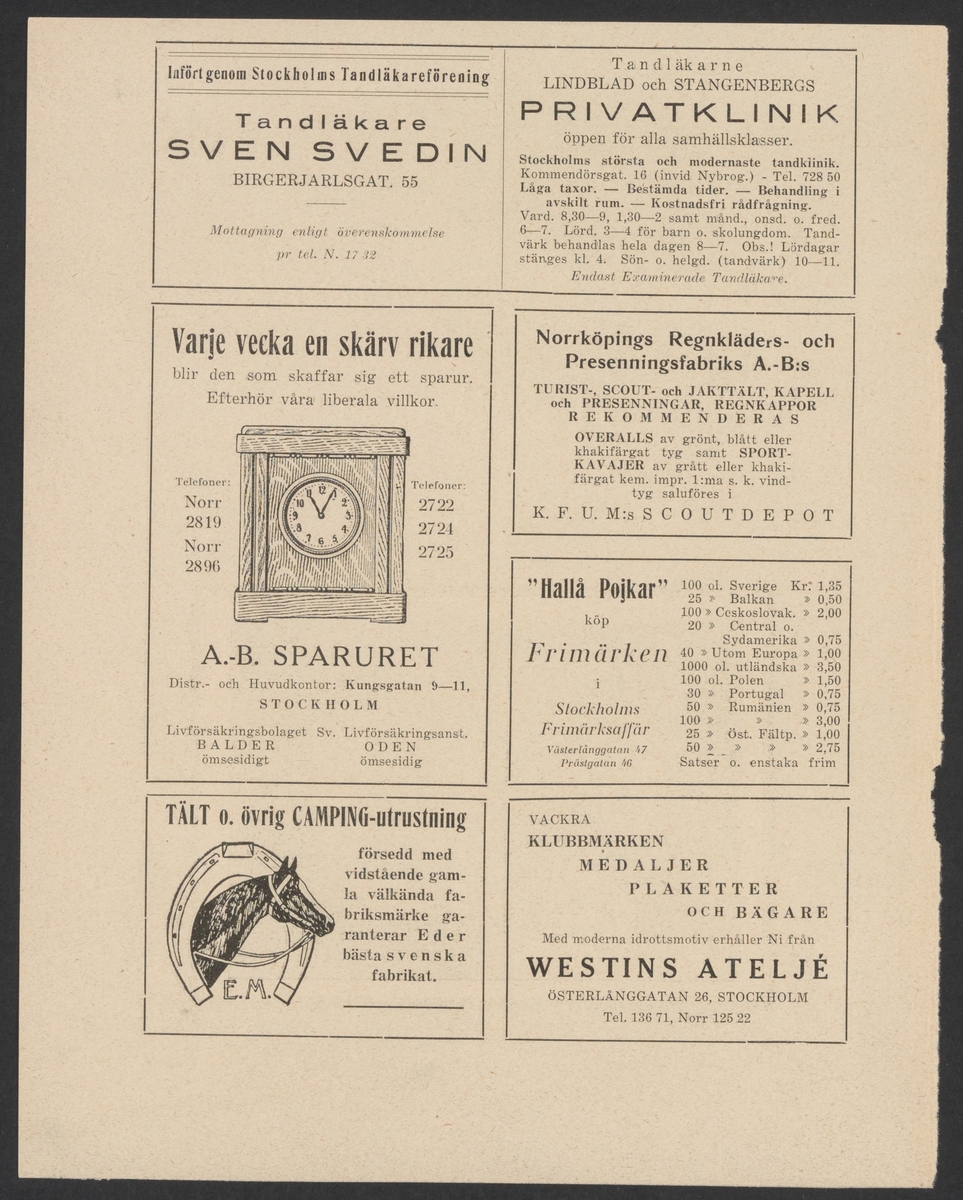 Infört genom Stockholms Tandläkareförening
Tandläkare
SVEN SVEDIN
BIRGERJARLSGAT. 55
Mottagning enligt överenskommelse
pr tel. N. 17 32
Tandläkarne
LINDBLAD och STANGENBERGS
PRIVATKLINIK
öppen för alla samhällsklasser.
Stockholms största och modernaste tandklinik.
Kommendörsgat. 16 (invid Nybrog.) - Tel. 728 50
Låga taxor. — Bestämda tider. — Behandling i
avskilt rum. — Kostnadsfri rådfrågning.
Vard. 8,30—9, 1,30—2 samt månd., onsd. o. fred.
6—7. Lörd. 3—4 för barn o. skolungdom. Tand-
värk behandlas hela dagen 8—7. Obs.! Lördagar
stänges kl. 4. Sön- o. helgd. (tandvärk) 10—11.
Endast Examinerade Tandläkare.
Varje vecka en skärv rikare
blir den som skaffar sig ett sparur.
Efterhör våra liberala villkor.
Telefoner:
Norr
2819
Norr
2896
12
1
2
3
4
5
6
7
8
9
10
Telefoner:
2722
2724
2725
A.-B. SPARURET
Distr.- och Huvudkontor: Kungsgatan 9—11,
STOCKHOLM
Livförsäkringsbolaget Sv. Livförsäkringsanst.
BALDER ODEN
ömsesidigt ömsesidig
Norrköpings Regnkläders- och
Presenningsfabriks A.-B:s
TURIST-, SCOUT- och JAKTTÄLT, KAPELL
och PRESENNINGAR, REGNKAPPOR
REKOMMENDERAS
OVERALLS av grönt, blått eller
khakifärgat tyg samt SPORT-
KAVAJER av grått eller khaki-
färgat kem. impr. 1:ma s. k. vind-
tyg saluföres i
K. F. U. M:s SCOUTDEPOT
"Hallå Pojkar"
köp
Frimärken
i
Stockholms
Frimärksaffär
Västerlånggatan 47
Prästgatan 46
100 ol. Sverige Kr. 1,35
25 » Balkan » 0,50
100 » Ceskoslovak. » 2,00
20 » Central o.
Sydamerika » 0,75
40 » Utom Europa » 1,00
1000 ol. utländska » 3,50
100 ol. Polen » 1,50
30 » Portugal » 0,75
50 » Rumänien » 0,75
100 » » » 3,00
25 » Öst. Fältp. » 1,00
50 » » » » 2,75
Satser o. enstaka frim
TÄLT o. övrig CAMPING-utrustning
försedd med
vidstående gam-
la välkända fa-
briksmärke ga-
ranterar Eder
bästa svenska
fabrikat.
E.M.
VACKRA
KLUBBMÄRKEN
MEDALJER
PLAKETTER
OCH BÄGARE
Med moderna idrottsmotiv erhåller Ni från
WESTINS ATELJÉ
ÖSTERLÅNGGATAN 26, STOCKHOLM
Tel. 136 71, Norr 125 22